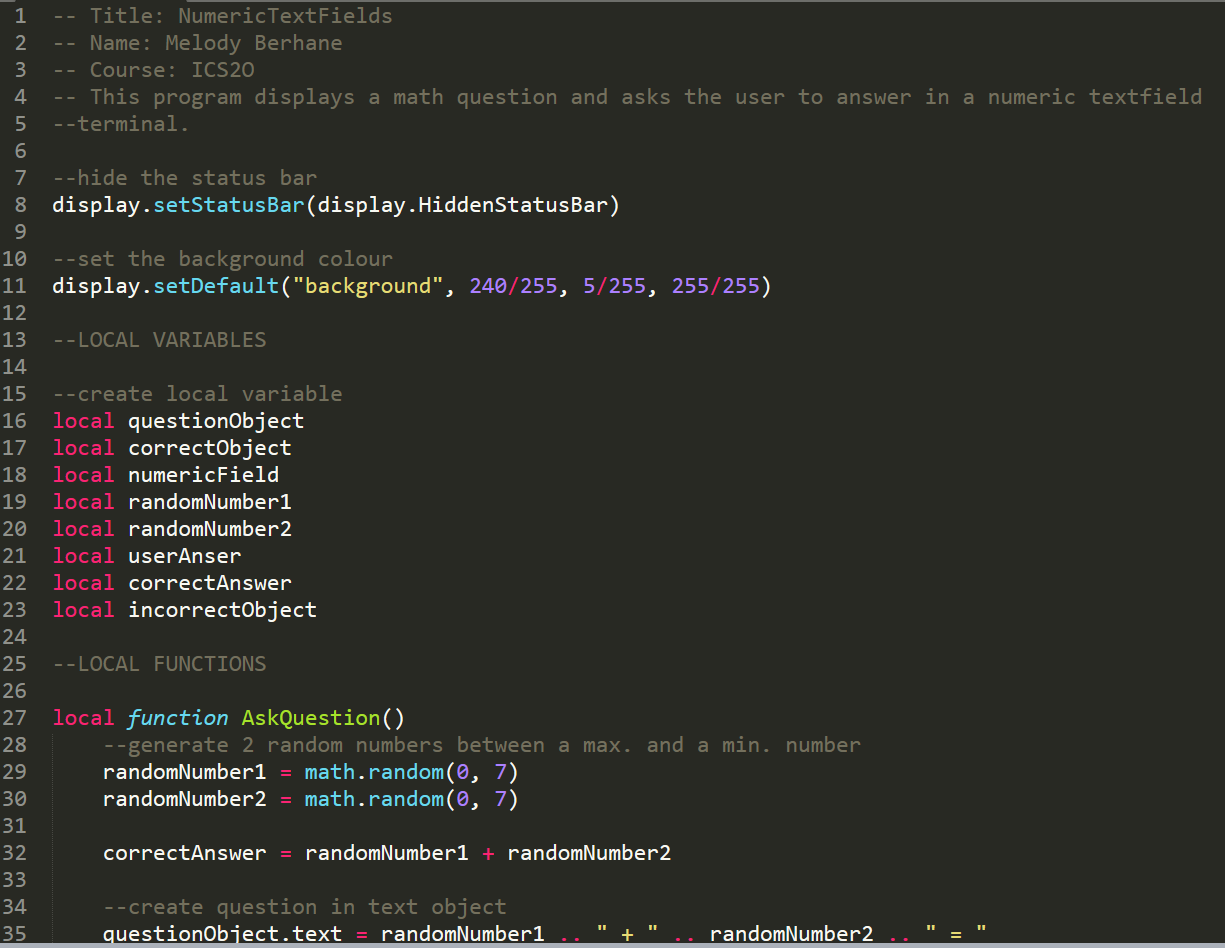 1 -- Title: NumericTextFields
2 -- Name: Melody Berhane
3 -- Course: ICS2O
4 -- This program displays a math question and asks the user to answer in a numeric textfield
5 --terminal.
6
7 --hide the status bar
8 display.setStatusBar(display.HiddenStatusBar)
9
10 --set the background colour
11 display.setDefault("background", 240/255, 5/255, 255/255)
12
13 --LOCAL VARIABLES
14
15 --create local variable
16 local questionObject
17 local correctObject
18 local numericField
19 local randomNumber1
20 local randomNumber2
21 local userAnser
22 local correctAnswer
23 local incorrectObject
24
25 --LOCAL FUNCTIONS
26
27 local function AskQuestion()
28     --generate 2 random numbers between a max. and a min. number
29     randomNumber1 = math.random(0, 7)
30     randomNumber2 = math.random(0, 7)
31
32     correctAnswer = randomNumber1 + randomNumber2
33
34     --create question in text object
35     questionObject.text = randomNumber1 .. " + " .. randomNumber2 .. " = "